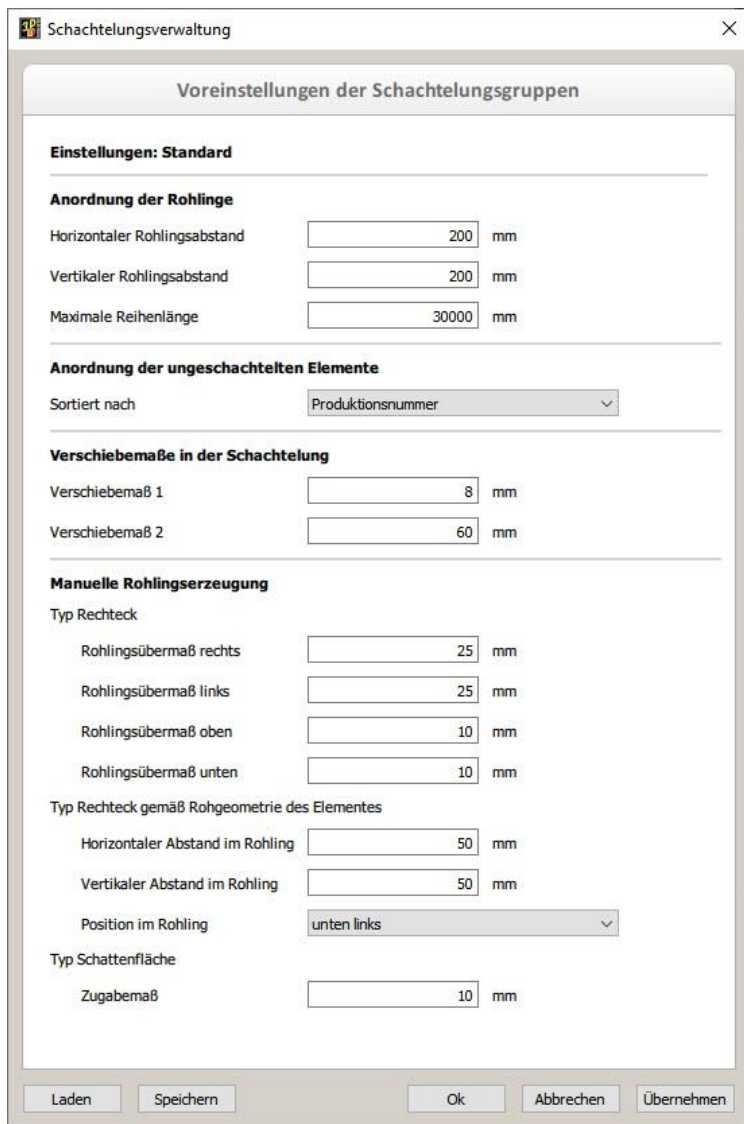 Schachtelungsverwaltung
Voreinstellungen der Schachtelungsgruppen
Einstellungen: Standard
Anordnung der Rohlinge
Horizontaler Rohlingsabstand 200 mm
Vertikaler Rohlingsabstand 200 mm
Maximale Reihenlänge 30000 mm
Anordnung der ungeschachtelten Elemente
Sortiert nach Produktionsnummer
Verschiebemaße in der Schachtelung
Verschiebemaß 1 8 mm
Verschiebemaß 2 60 mm
Manuelle Rohlingserzeugung
Typ Rechteck
Rohlingsübermaß rechts 25 mm
Rohlingsübermaß links 25 mm
Rohlingsübermaß oben 10 mm
Rohlingsübermaß unten 10 mm
Typ Rechteck gemäß Rohgeometrie des Elementes
Horizontaler Abstand im Rohling 50 mm
Vertikaler Abstand im Rohling 50 mm
Position im Rohling unten links
Typ Schattenfläche
Zugabemaß 10 mm
Laden Speichern Ok Abbrechen Übernehmen